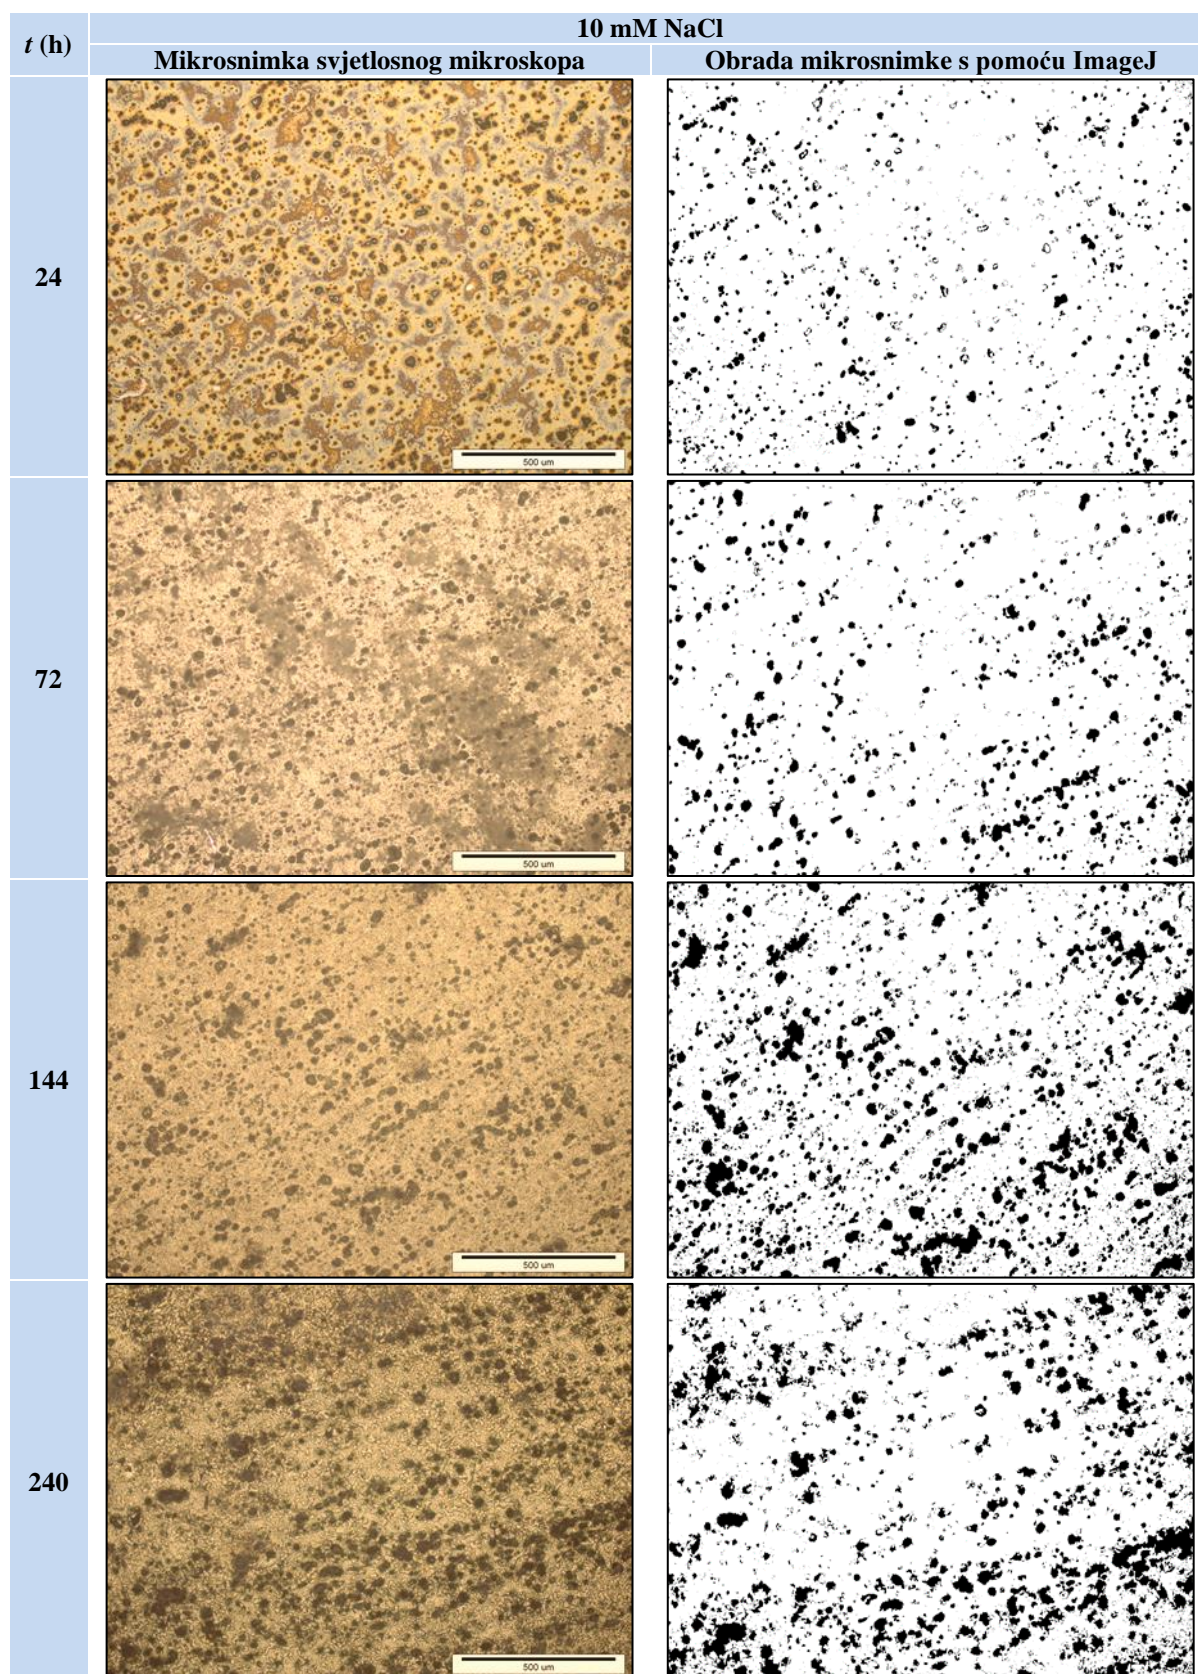 t (h)
10 mM NaCl
Mikrosnimka svjetlosnog mikroskopa
Obrada mikrosnimke s pomoću ImageJ
24
500 um
72
500 um
144
500 um
240
500 um